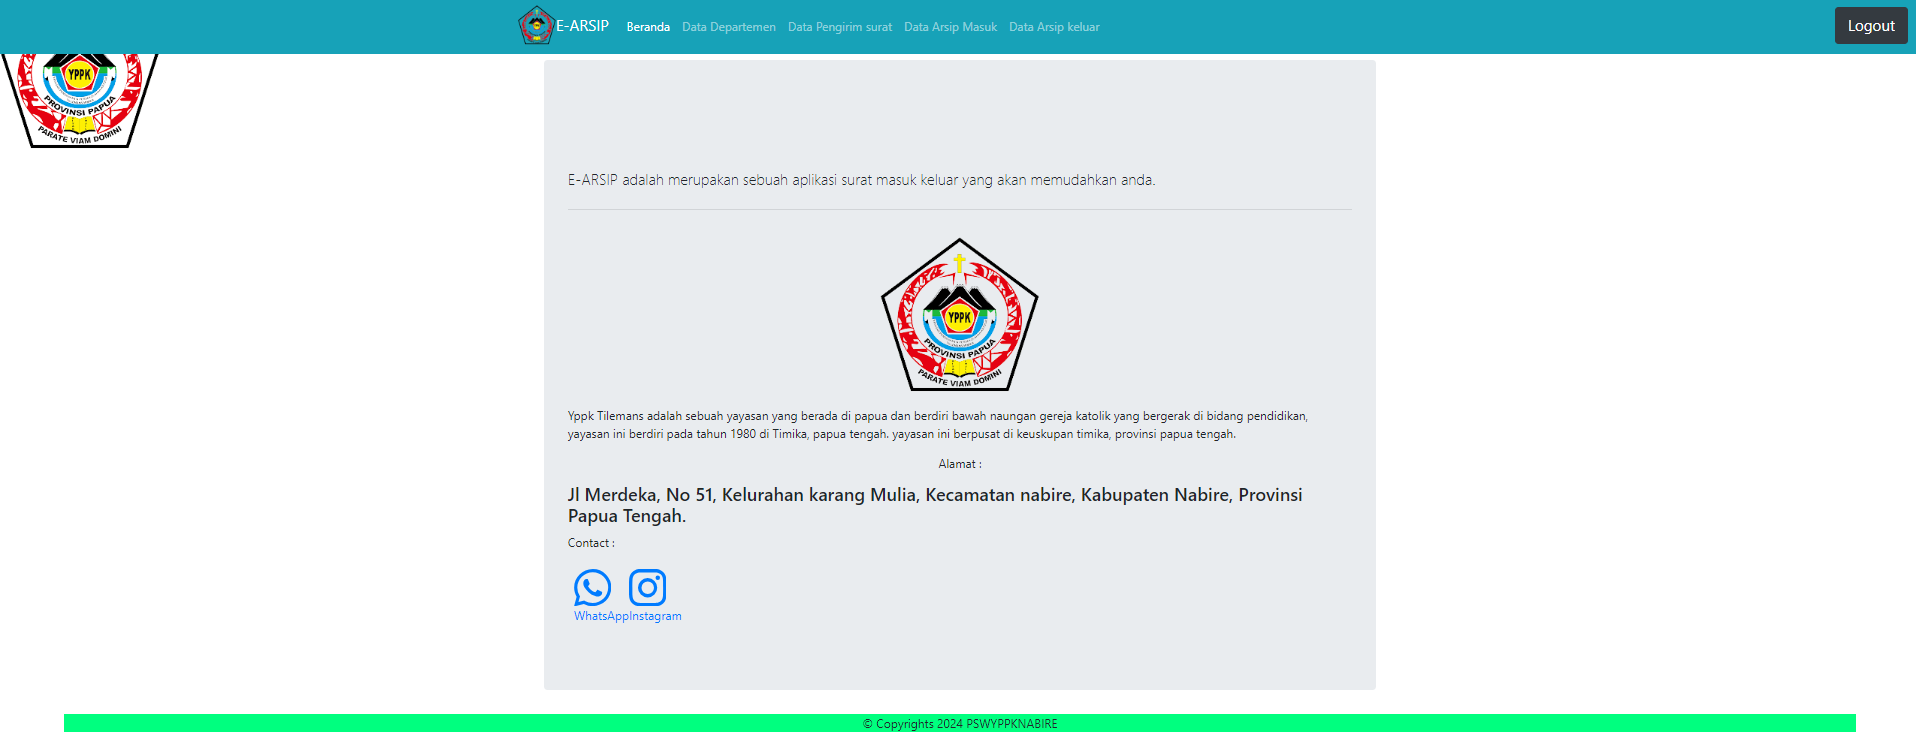 E-ARSIP Beranda Data Departemen Data Pengirim surat Data Arsip Masuk Data Arsip keluar Logout
YPPK
PROVINSI PAPUA
PARATE VIAM DOMINI
E-ARSIP adalah merupakan sebuah aplikasi surat masuk keluar yang akan memudahkan anda.
YPPK
PROVINSI PAPUA
PARATE VIAM DOMINI
Yppk Tilemans adalah sebuah yayasan yang berada di papua dan berdiri bawah naungan gereja katolik yang bergerak di bidang pendidikan,
yayasan ini berdiri pada tahun 1980 di Timika, papua tengah. yayasan ini berpusat di keuskupan timika, provinsi papua tengah.
Alamat :
Jl Merdeka, No 51, Kelurahan karang Mulia, Kecamatan nabire, Kabupaten Nabire, Provinsi
Papua Tengah.
Contact :
WhatsAppInstagram
© Copyrights 2024 PSWYPPKNABIRE